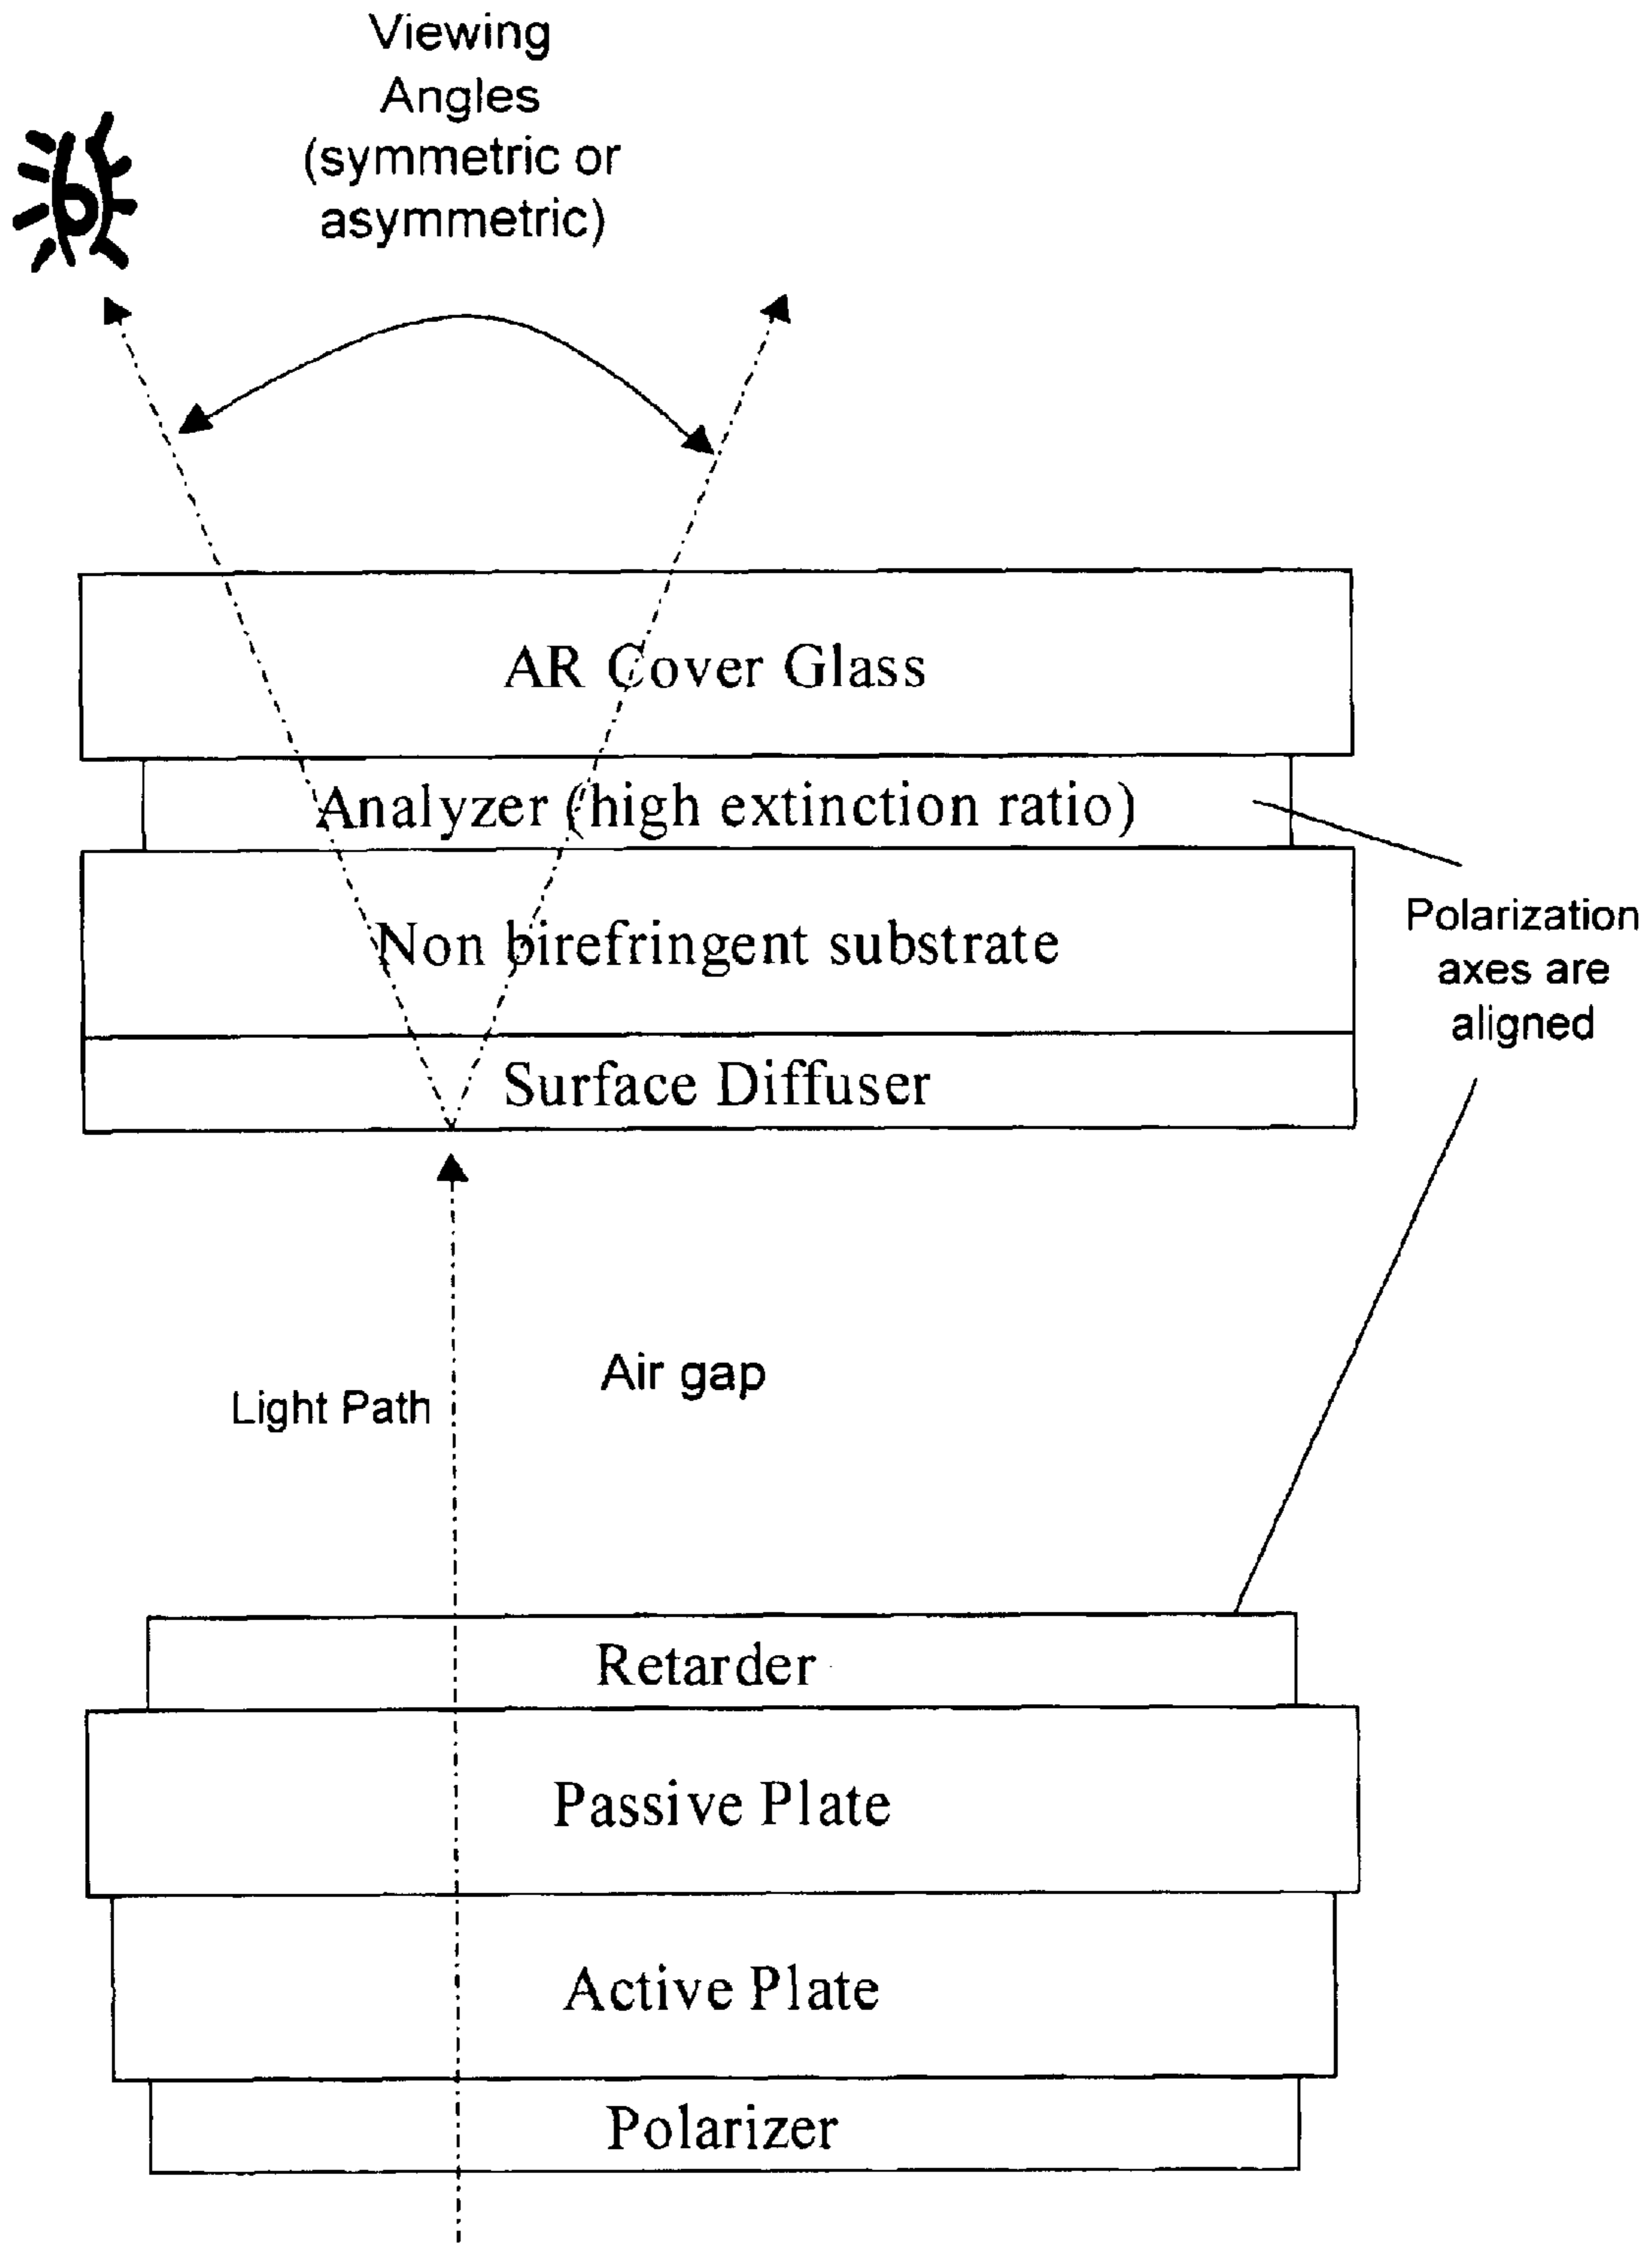 Viewing
Angles
(symmetric or
asymmetric)
AR Cover Glass
Analyzer (high extinction ratio)
Non birefringent substrate
Polarization
axes are
aligned
Surface Diffuser
Air gap
Light Path
Retarder
Passive Plate
Active Plate
Polarizer